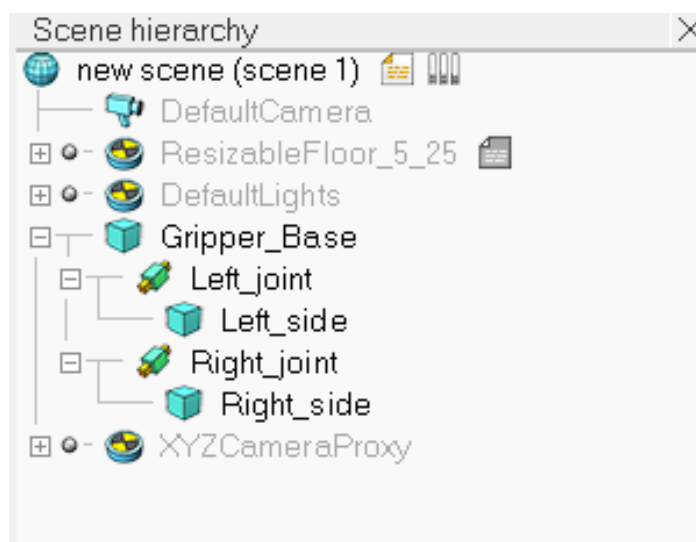 Scene hierarchy
new scene (scene 1)
DefaultCamera
ResizableFloor_5_25
DefaultLights
Gripper_Base
Left_joint
Left_side
Right_joint
Right_side
XYZCameraProxy